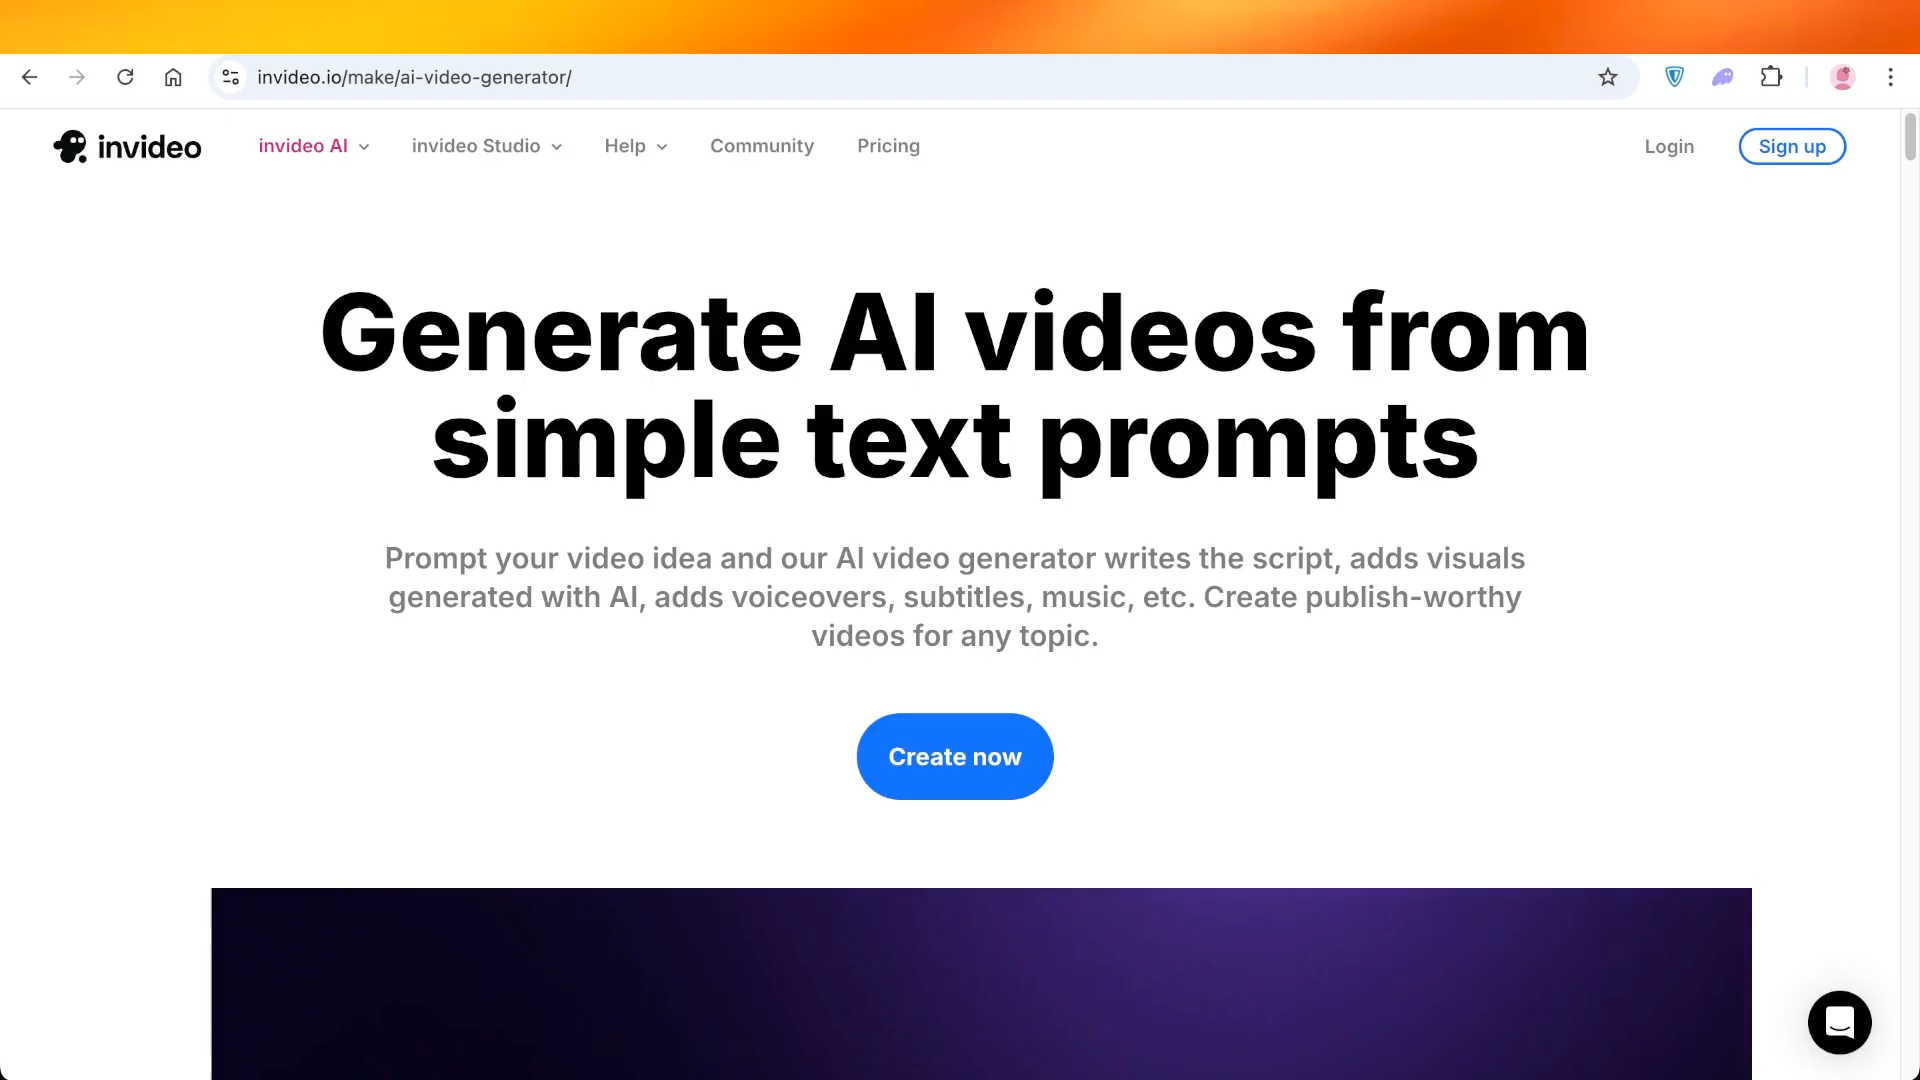 invideo.io/make/ai-video-generator/
invideo
invideo AI
invideo Studio
Help
Community
Pricing
Login
Sign up
Generate AI videos from
simple text prompts
Prompt your video idea and our AI video generator writes the script, adds visuals
generated with AI, adds voiceovers, subtitles, music, etc. Create publish-worthy
videos for any topic.
Create now